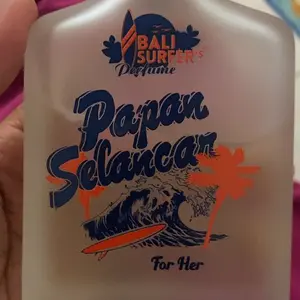 BALI
SURFER'S
Perfume
Papan
Selancar
For Her